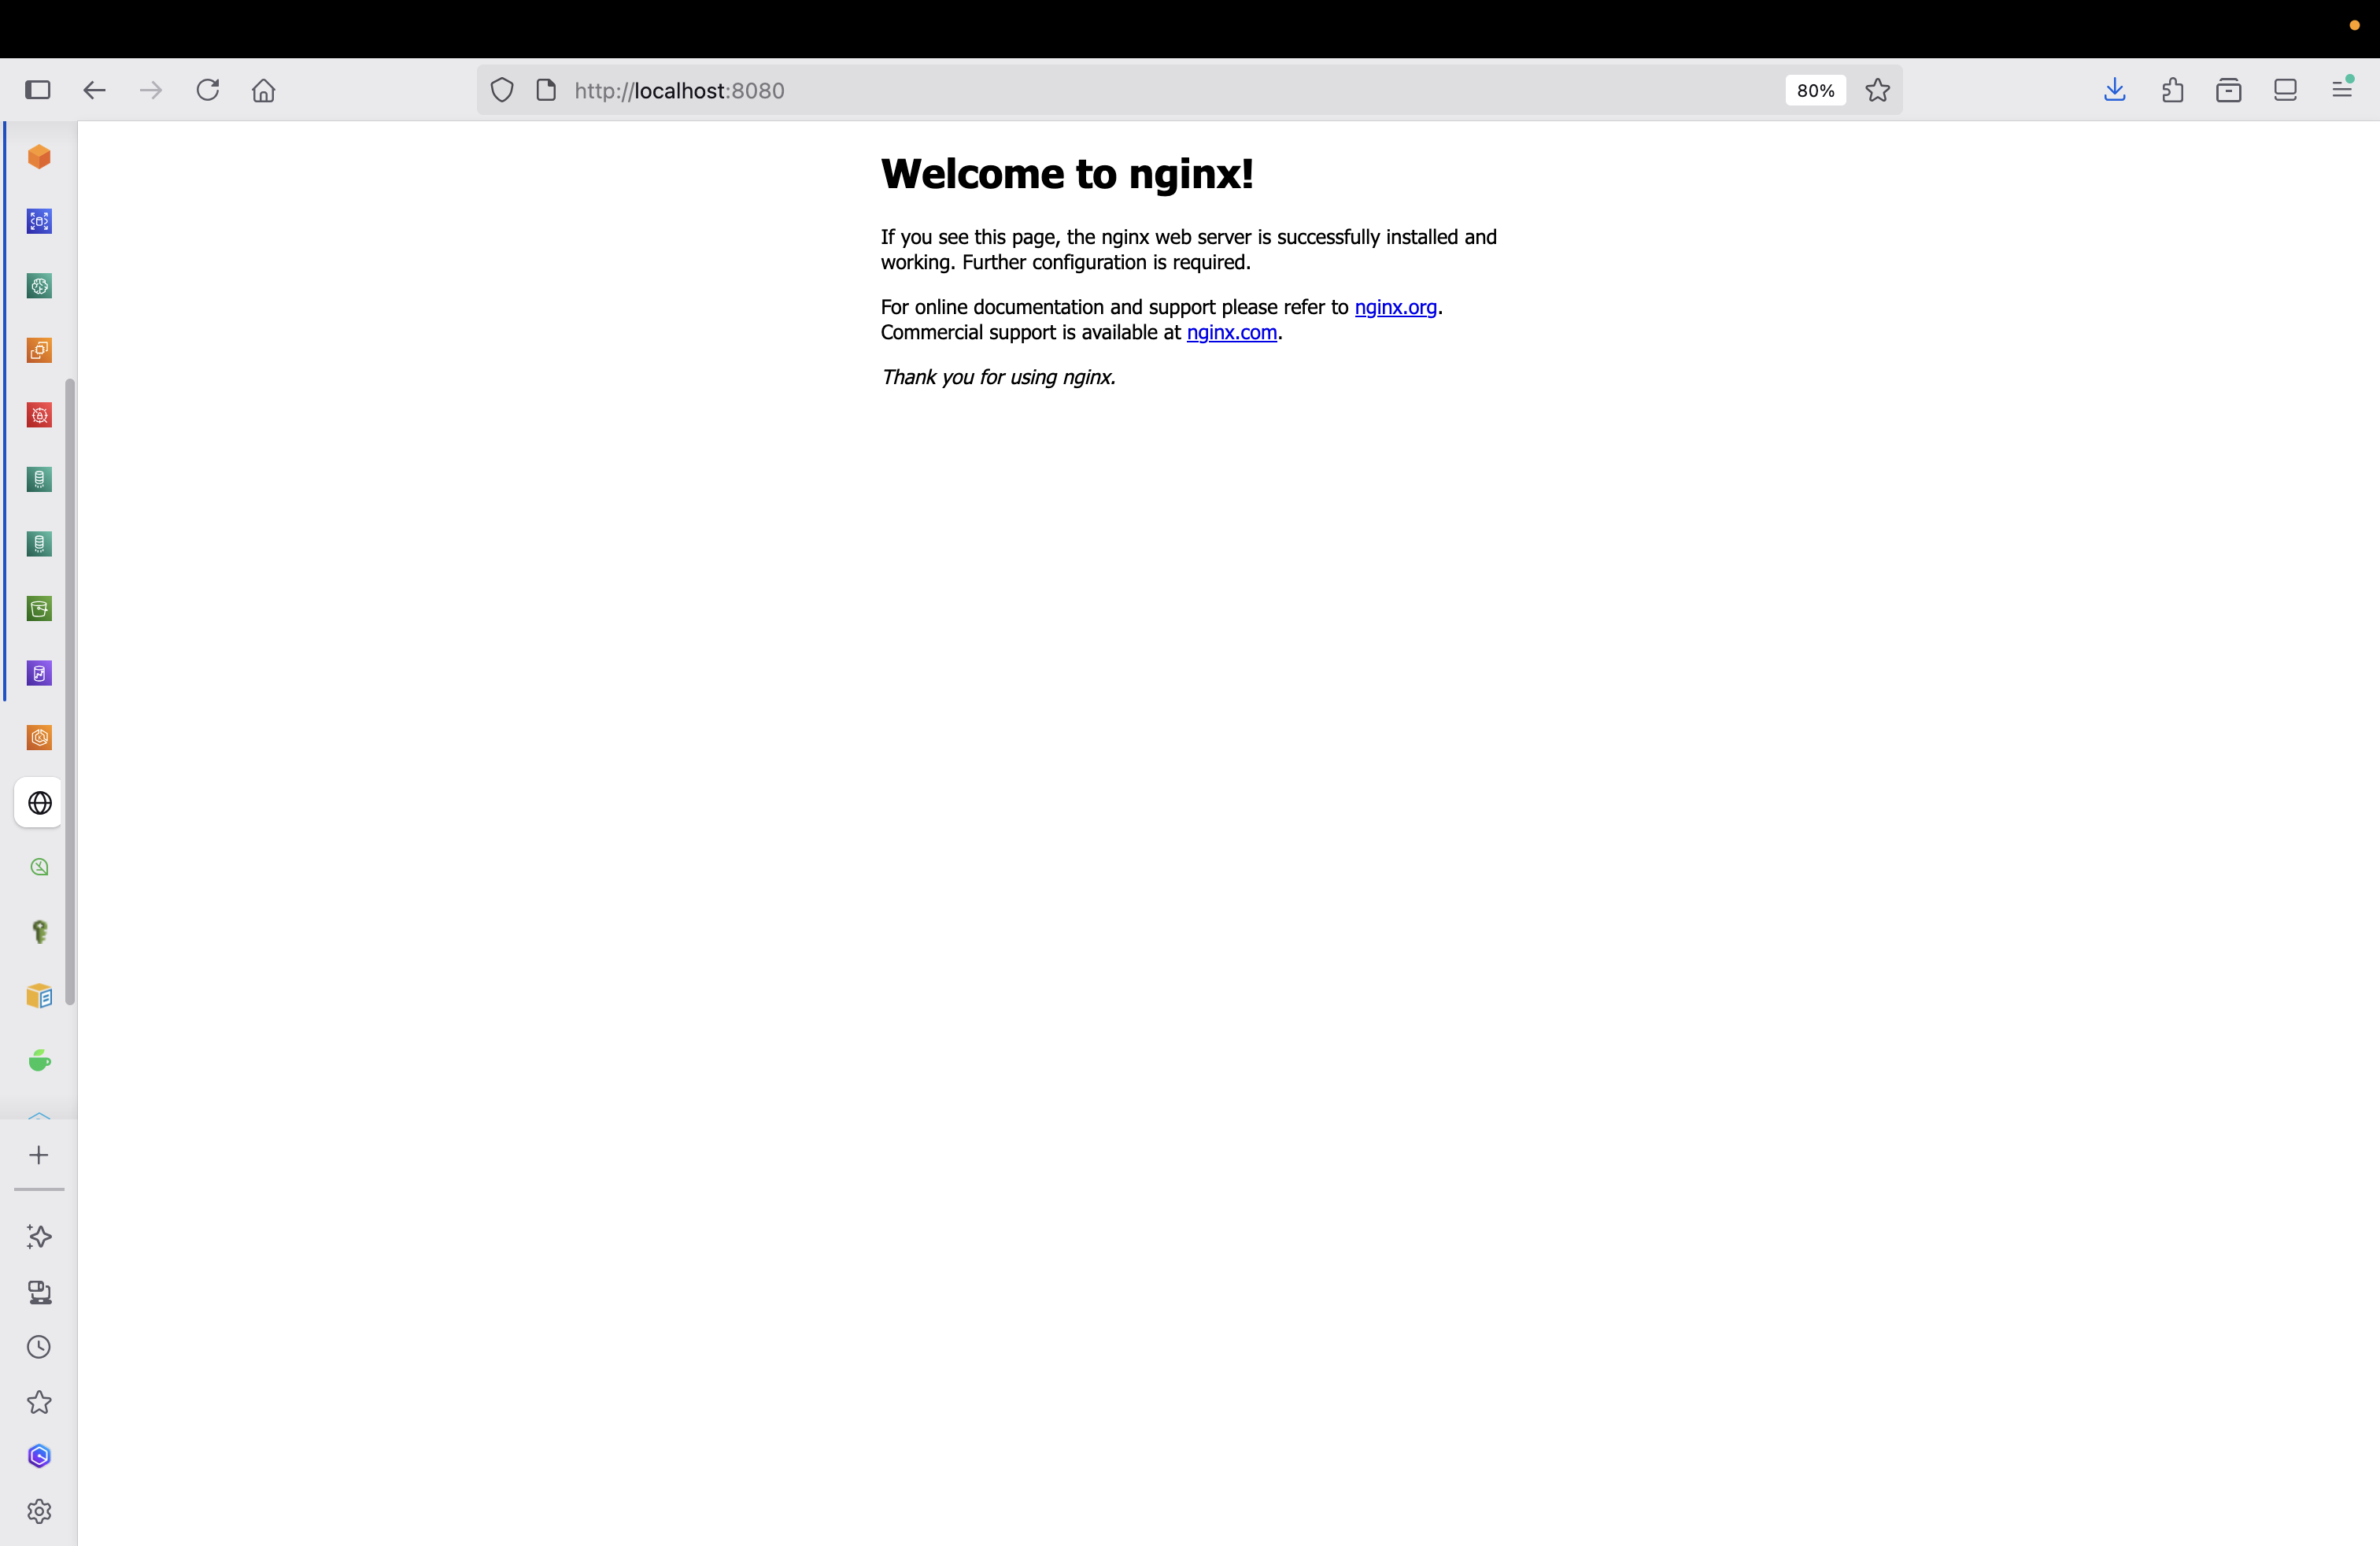 http://localhost:8080
80%
Welcome to nginx!
If you see this page, the nginx web server is successfully installed and
working. Further configuration is required.
For online documentation and support please refer to nginx.org.
Commercial support is available at nginx.com.
Thank you for using nginx.